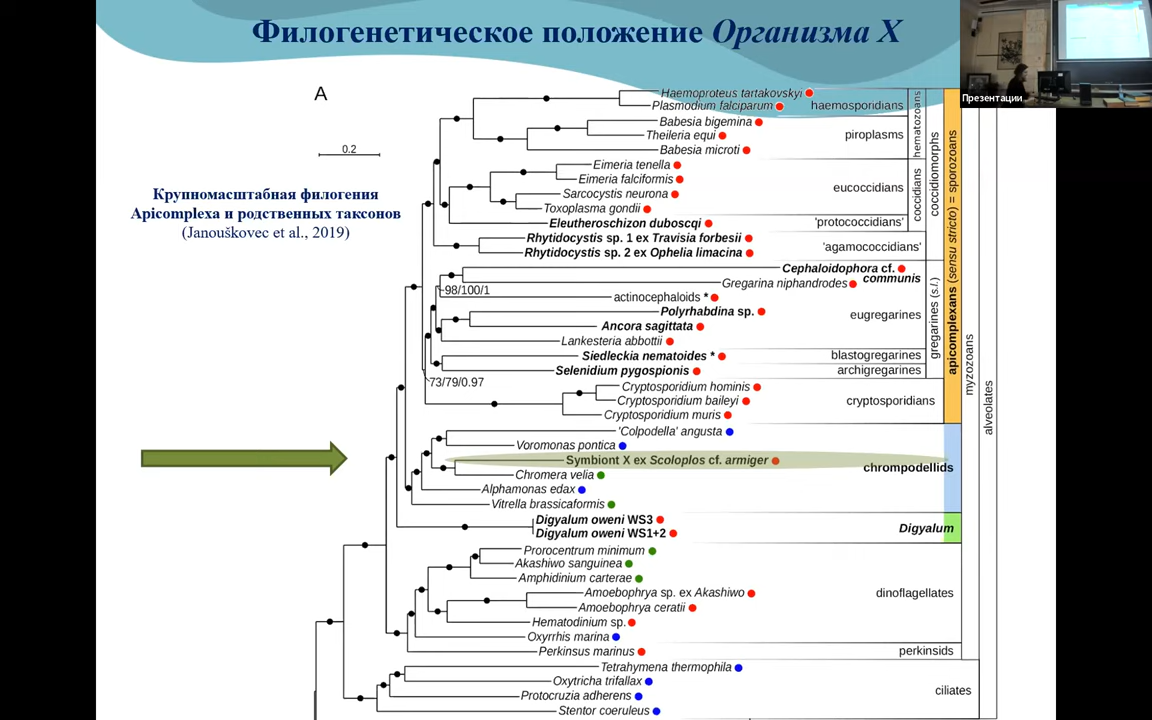 Филогенетическое положение Организма X
Презентации
A
0.2
Крупномасштабная филогения
Apicomplexa и родственных таксонов
(Janouškovec et al., 2019)
Haemoproteus tartakovskyi
Plasmodium falciparum
haemosporidians
Babesia bigemina
Theileria equi
piroplasms
Babesia microti
hematozoans
Eimeria tenella
Eimeria falciformis
eucoccidians
Sarcocystis neurona
Toxoplasma gondii
Eleutheroschizon duboscqi
'protococcidians'
coccidians
coccidiomorphs
Rhytidocystis sp. 1 ex Travisia forbesii
'agamococcidians'
Rhytidocystis sp. 2 ex Ophelia limacina
Cephaloidophora cf.
communis
Gregarina niphandrodes
98/100/1
actinocephaloids *
Polyrhabdina sp.
eugregarines
Ancora sagittata
Lankesteria abbottii
Siedleckia nematoides *
blastogregarines
Selenidium pygospionis
archigregarines
gregarines (s.l.)
73/79/0.97
Cryptosporidium hominis
Cryptosporidium baileyi
cryptosporidians
Cryptosporidium muris
apicomplexans (sensu stricto) = sporozoans
'Colpodella' angusta
Voromonas pontica
Symbiont X ex Scoloplos cf. armiger
chrompodellids
Chromera velia
Alphamonas edax
Vitrella brassicaformis
Digyalum oweni WS3
Digyalum
Digyalum oweni WS1+2
Prorocentrum minimum
Akashiwo sanguinea
Amphidinium carterae
Amoebophrya sp. ex Akashiwo
dinoflagellates
Amoebophrya ceratii
Hematodinium sp.
Oxyrrhis marina
Perkinsus marinus
perkinsids
myzozoans
Tetrahymena thermophila
Oxytricha trifallax
ciliates
Protocruzia adherens
Stentor coeruleus
alveolates